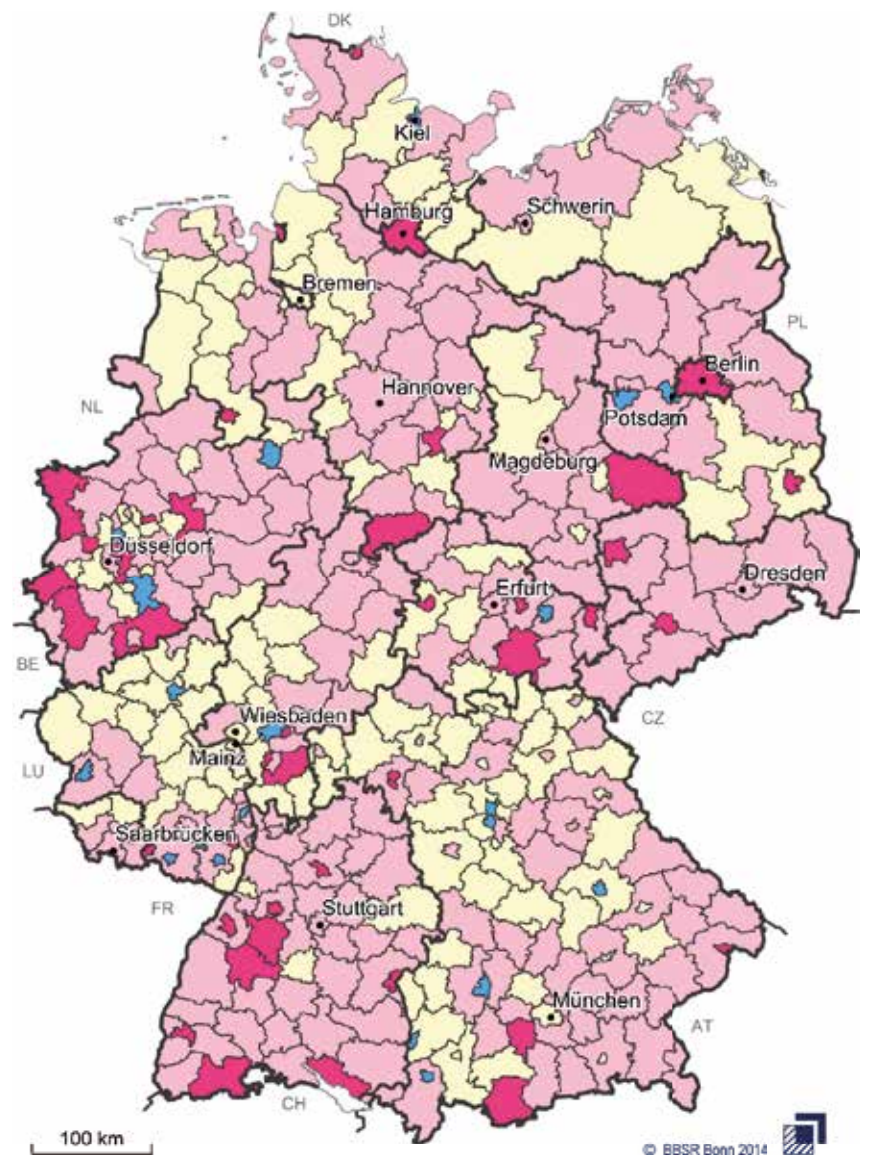 DK
Kiel
Hamburg
Schwerin
Bremen
PL
Berlin
NL
Hannover
Potsdam
Magdeburg
Düsseldorf
Erfurt
Dresden
BE
Wiesbaden
CZ
Mainz
LU
Saarbrücken
FR
Stuttgart
München
AT
CH
100 km
© BBSR Bonn 2014